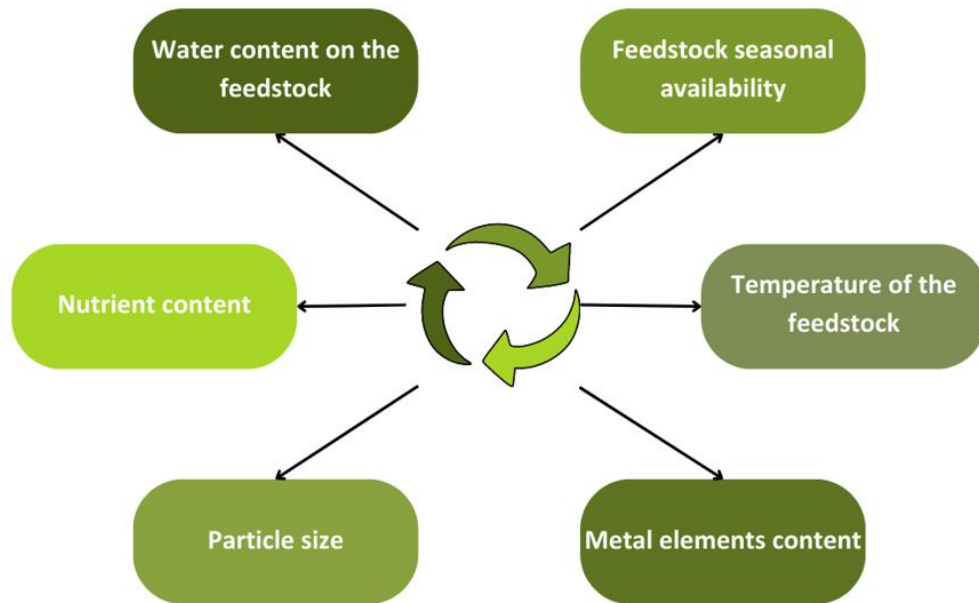 Water content on the
feedstock
Feedstock seasonal
availability
Nutrient content
Temperature of the
feedstock
Particle size
Metal elements content